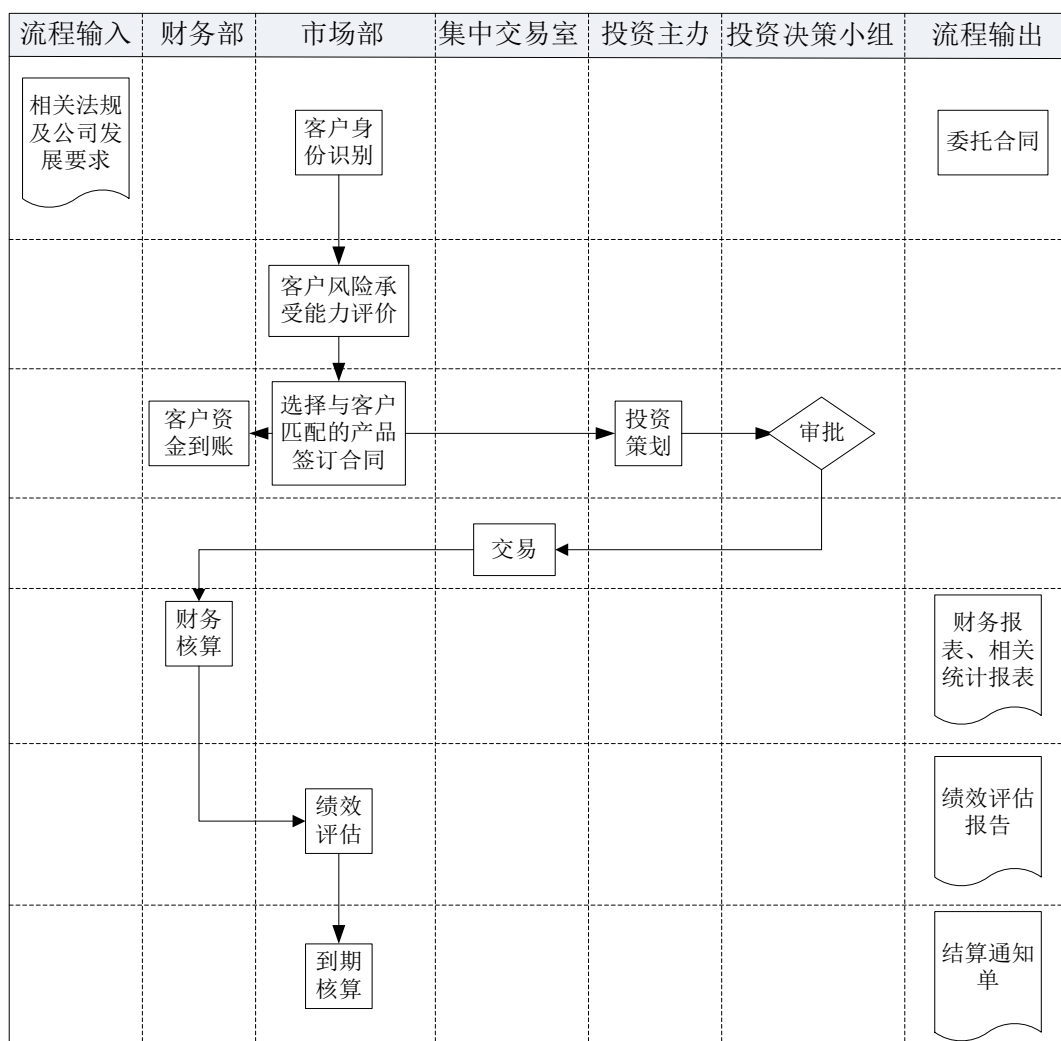 流程输入 财务部 市场部 集中交易室 投资主办 投资决策小组 流程输出
相关法规
及公司发
展要求
客户身
份识别
委托合同
客户风险承
受能力评价
客户资
金到账
选择与客户
匹配的产品
签订合同
投资
策划
审批
交易
财务
核算
财务报
表、相关
统计报表
绩效
评估
绩效评估
报告
到期
核算
结算通知
单